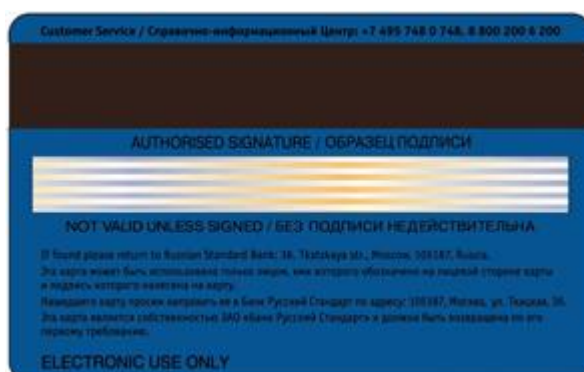 Customer Service / Справочно-информационный Центр: +7 495 748 0 748, 8 800 200 6 200
AUTHORISED SIGNATURE / ОБРАЗЕЦ ПОДПИСИ
NOT VALID UNLESS SIGNED / БЕЗ ПОДПИСИ НЕДЕЙСТВИТЕЛЬНА
If found please return to Russian Standard Bank: 36, Tkatskaya str., Moscow, 105187, Russia.
Эта карта может быть использована только лицом, имя которого обозначено на лицевой стороне карты
и подпись которого нанесена на карту.
Нашедшего карту просим направить её в Банк Русский Стандарт по адресу: 105187, Москва, ул. Ткацкая, 36.
Эта карта является собственностью ЗАО «Банк Русский Стандарт» и должна быть возвращена по его
первому требованию.
ELECTRONIC USE ONLY